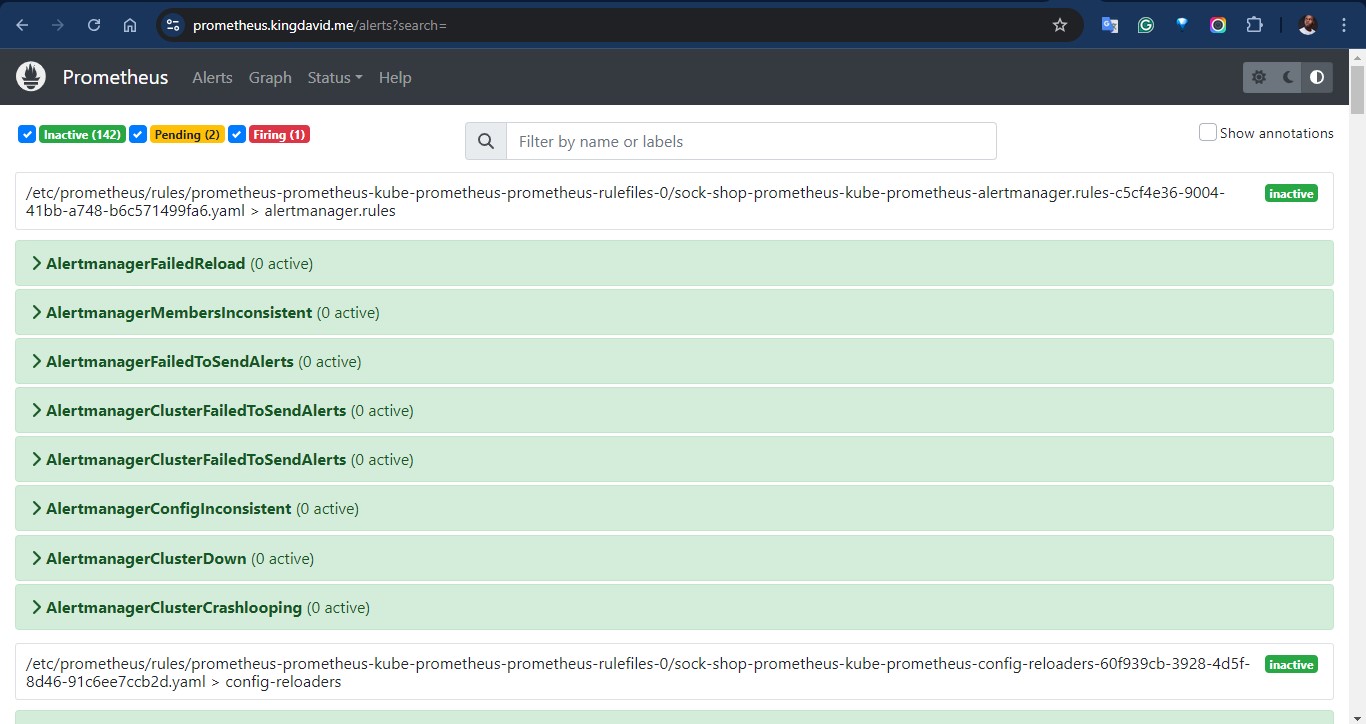 prometheus.kingdavid.me/alerts?search=
Prometheus Alerts Graph Status Help
Inactive (142) Pending (2) Firing (1)
Filter by name or labels
Show annotations
/etc/prometheus/rules/prometheus-prometheus-kube-prometheus-prometheus-rulefiles-0/sock-shop-prometheus-kube-prometheus-alertmanager.rules-c5cf4e36-9004-
41bb-a748-b6c571499fa6.yaml > alertmanager.rules
inactive
AlertmanagerFailedReload (0 active)
AlertmanagerMembersInconsistent (0 active)
AlertmanagerFailedToSendAlerts (0 active)
AlertmanagerClusterFailedToSendAlerts (0 active)
AlertmanagerClusterFailedToSendAlerts (0 active)
AlertmanagerConfigInconsistent (0 active)
AlertmanagerClusterDown (0 active)
AlertmanagerClusterCrashlooping (0 active)
/etc/prometheus/rules/prometheus-prometheus-kube-prometheus-prometheus-rulefiles-0/sock-shop-prometheus-kube-prometheus-config-reloaders-60f939cb-3928-4d5f-
8d46-91c6ee7ccb2d.yaml > config-reloaders
inactive